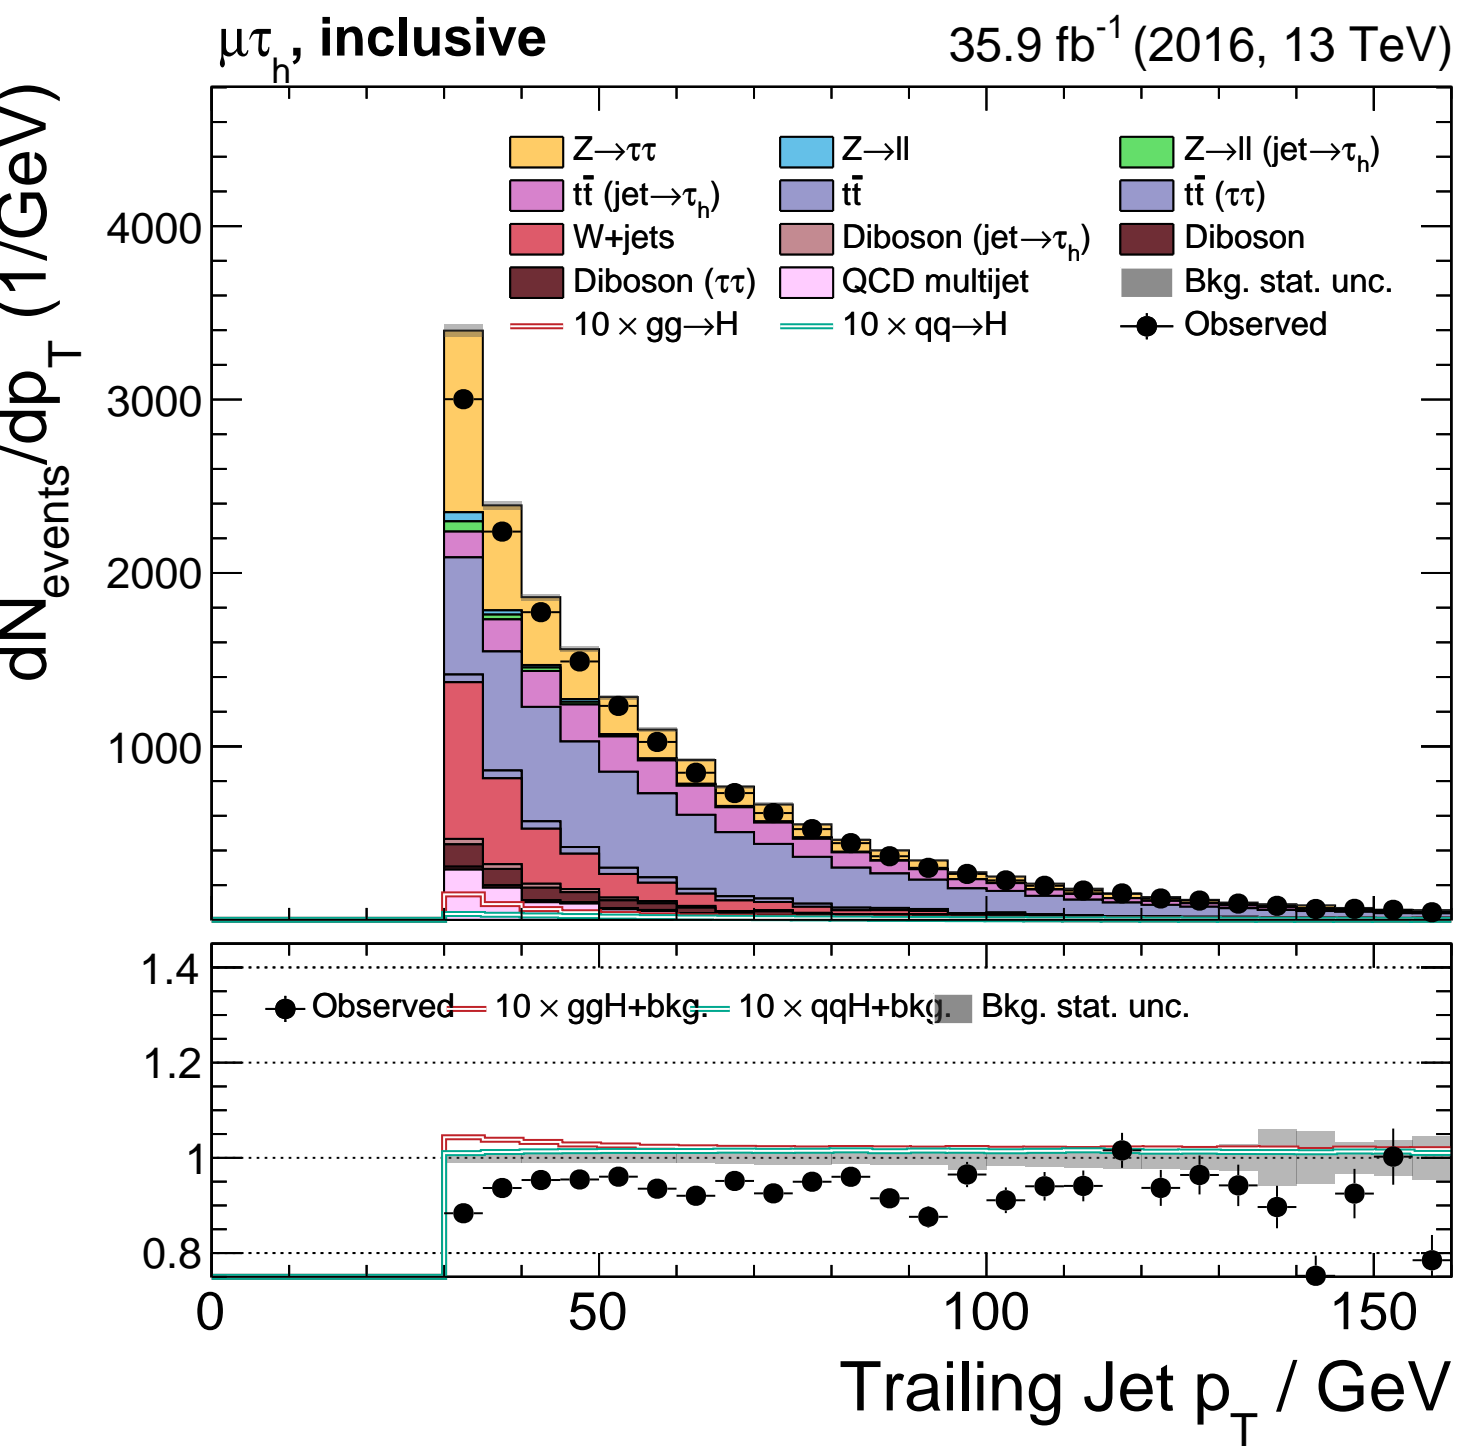 μτₕ, inclusive 35.9 fb⁻¹ (2016, 13 TeV)
dN_events/dp_T (1/GeV)
Z→ττ Z→ll Z→ll (jet→τₕ)
tt̄ (jet→τₕ) tt̄ tt̄ (ττ)
W+jets Diboson (jet→τₕ) Diboson
Diboson (ττ) QCD multijet Bkg. stat. unc.
10 × gg→H 10 × qq→H Observed
4000
3000
2000
1000
1.4
Observed 10 × ggH+bkg. 10 × qqH+bkg. Bkg. stat. unc.
1.2
1
0.8
0 50 100 150
Trailing Jet p_T / GeV